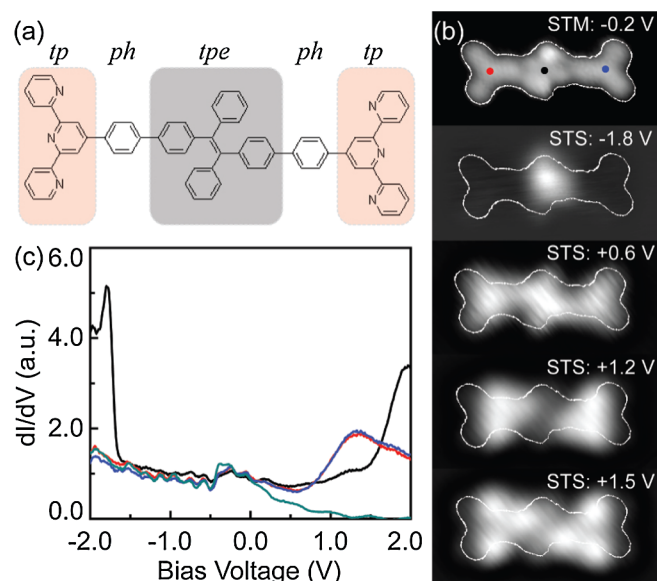 (a)
tp ph tpe ph tp
N
N
N
N
N
N
(b)
STM: -0.2 V
STS: -1.8 V
STS: +0.6 V
STS: +1.2 V
STS: +1.5 V
(c)
6.0
4.0
2.0
0.0
dI/dV (a.u.)
-2.0 -1.0 0.0 1.0 2.0
Bias Voltage (V)